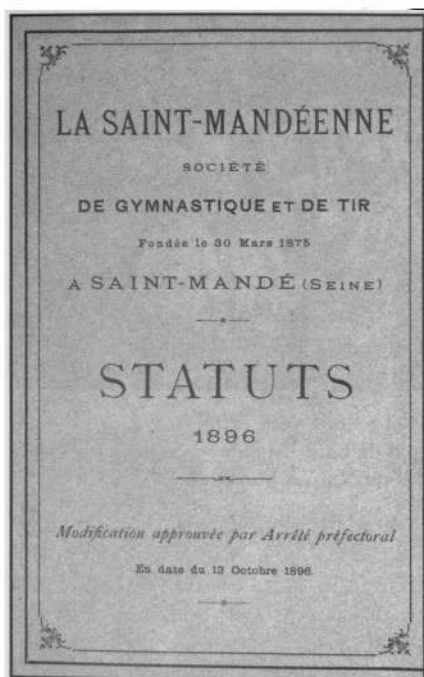 LA SAINT-MANDÉENNE
SOCIÉTÉ
DE GYMNASTIQUE ET DE TIR
Fondée le 30 Mars 1875
A SAINT-MANDÉ (SEINE)
STATUTS
1896
Modification approuvée par Arrêté préfectoral
En date du 13 Octobre 1896.